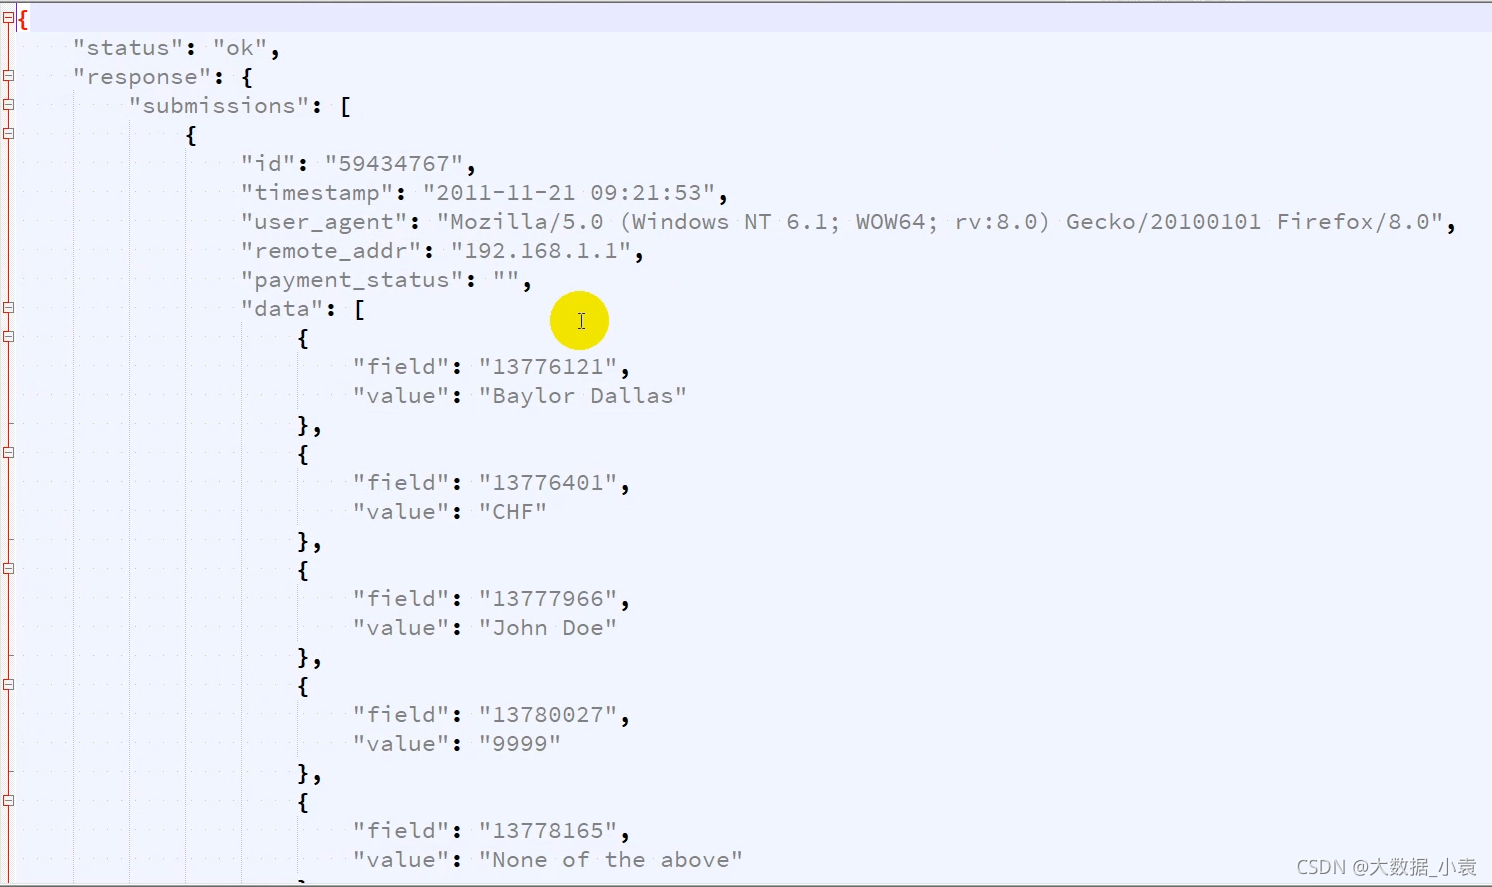 {
"status": "ok",
"response": {
"submissions": [
{
"id": "59434767",
"timestamp": "2011-11-21 09:21:53",
"user_agent": "Mozilla/5.0 (Windows NT 6.1; WOW64; rv:8.0) Gecko/20100101 Firefox/8.0",
"remote_addr": "192.168.1.1",
"payment_status": "",
"data": [
{
"field": "13776121",
"value": "Baylor Dallas"
},
{
"field": "13776401",
"value": "CHF"
},
{
"field": "13777966",
"value": "John Doe"
},
{
"field": "13780027",
"value": "9999"
},
{
"field": "13778165",
"value": "None of the above"
CSDN @大数据_小袁